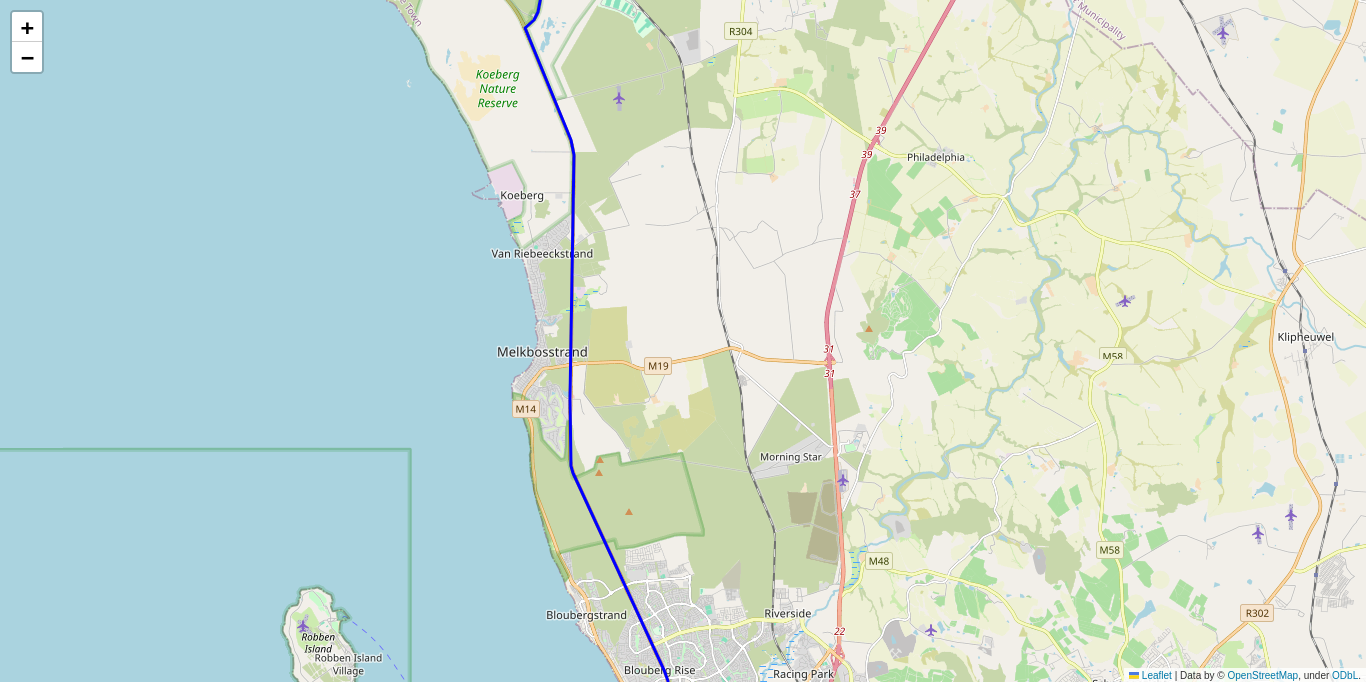 +
−
e Town
Municipality
R304
Koeberg
Nature
Reserve
39
39
Philadelphia
37
Koeberg
Van Riebeeckstrand
Klipheuwel
31
Melkbosstrand
M58
M19
31
M14
Morning Star
M58
M48
R302
Bloubergstrand
Riverside
22
Robben
Island
Robben Island
Village
Blouberg Rise
Racing Park
Leaflet | Data by © OpenStreetMap, under ODbL.